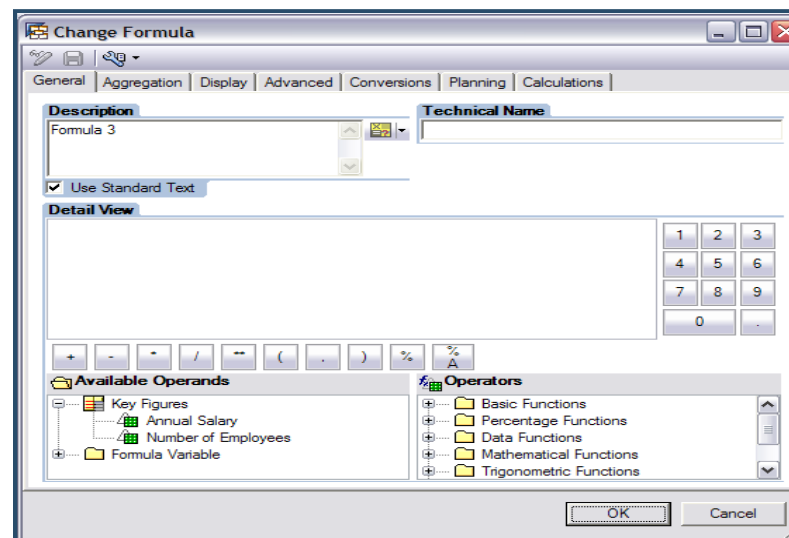 Change Formula
General Aggregation Display Advanced Conversions Planning Calculations
Description Technical Name
Formula 3
Use Standard Text
Detail View
1 2 3
4 5 6
7 8 9
0 .
+ - * / ** ( , ) % %A
Available Operands Operators
Key Figures Basic Functions
Annual Salary Percentage Functions
Number of Employees Data Functions
Formula Variable Mathematical Functions
Trigonometric Functions
OK Cancel